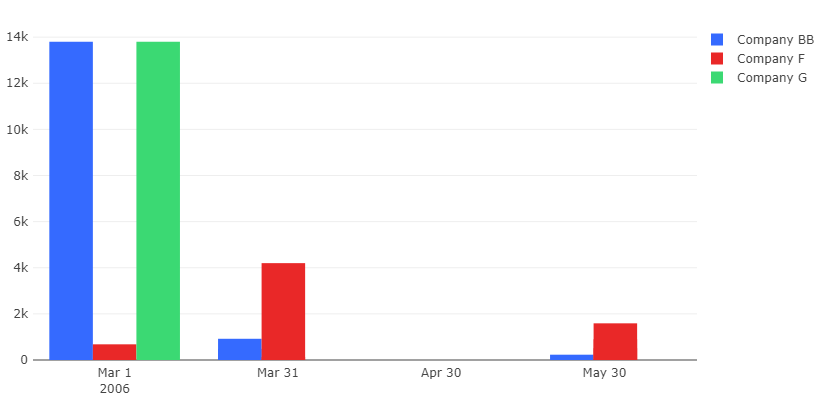 14k
12k
10k
8k
6k
4k
2k
0
Mar 1
2006
Mar 31
Apr 30
May 30
Company BB
Company F
Company G